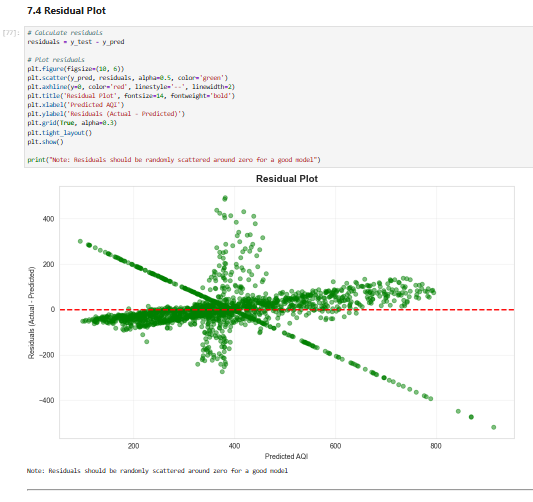 7.4 Residual Plot
[77]:
# Calculate residuals
residuals = y_test - y_pred
# Plot residuals
plt.figure(figsize=(10, 6))
plt.scatter(y_pred, residuals, alpha=0.5, color='green')
plt.axhline(y=0, color='red', linestyle='--', linewidth=2)
plt.title('Residual Plot', fontsize=14, fontweight='bold')
plt.xlabel('Predicted AQI')
plt.ylabel('Residuals (Actual - Predicted)')
plt.grid(True, alpha=0.3)
plt.tight_layout()
plt.show()
print("Note: Residuals should be randomly scattered around zero for a good model")
Residual Plot
Residuals (Actual - Predicted)
400
200
0
−200
−400
200 400 600 800
Predicted AQI
Note: Residuals should be randomly scattered around zero for a good model